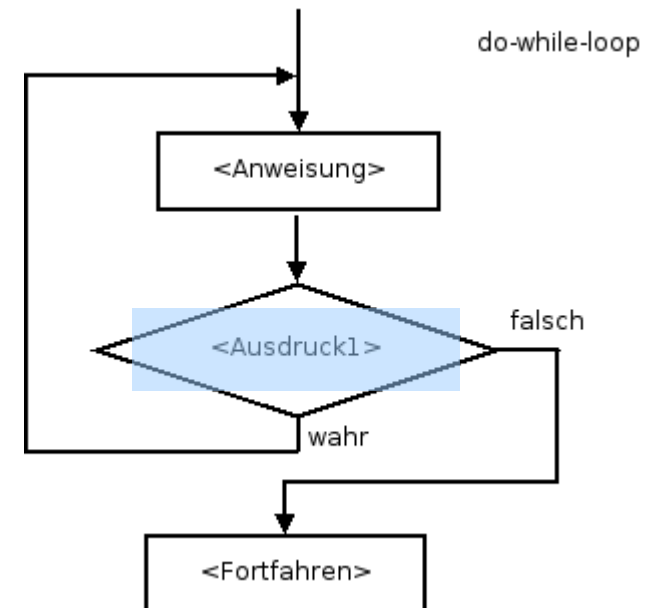 do-while-loop
<Anweisung>
<Ausdruck1>
falsch
wahr
<Fortfahren>